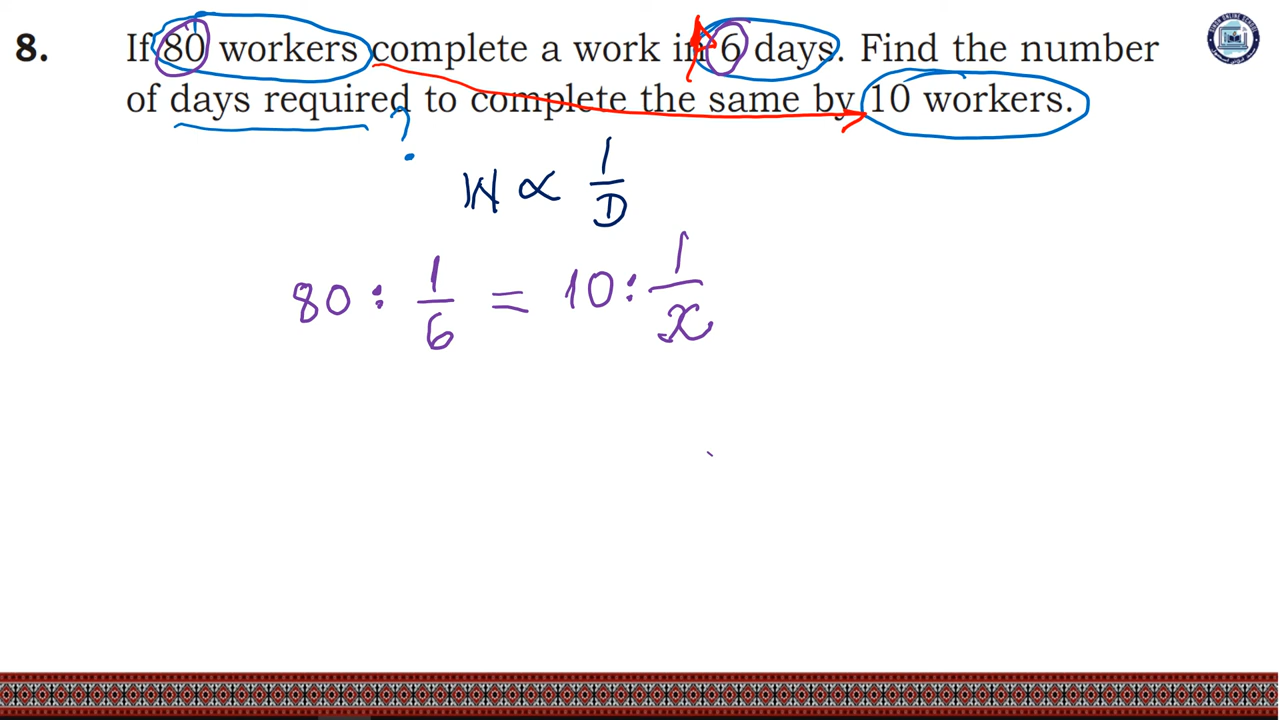 8. If 80 workers complete a work in 6 days. Find the number
of days required to complete the same by 10 workers.
?
W ∝ 1/D
80 : 1/6 = 10 : 1/x